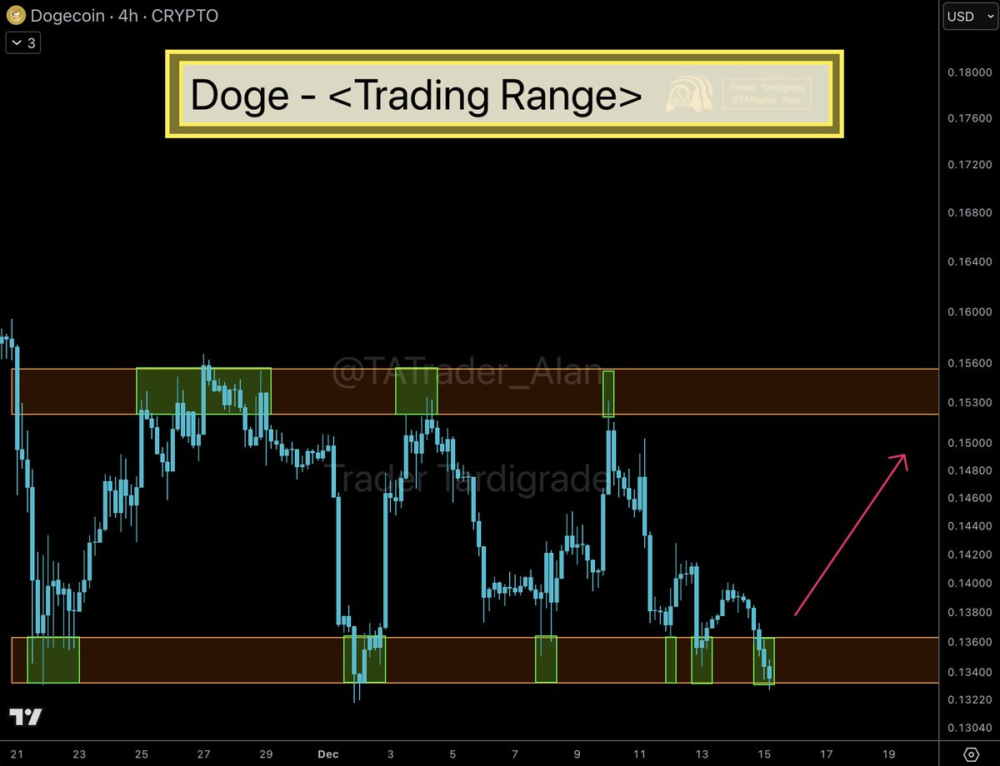 Dogecoin · 4h · CRYPTO
USD
3
Doge - <Trading Range>
Trader Tardigrade
@TATrader_Alan
@TATrader_Alan
Trader Tardigrade
0.18000
0.17600
0.17200
0.16800
0.16400
0.16000
0.15600
0.15300
0.15000
0.14800
0.14600
0.14400
0.14200
0.14000
0.13800
0.13600
0.13400
0.13220
0.13040
21 23 25 27 29 Dec 3 5 7 9 11 13 15 17 19